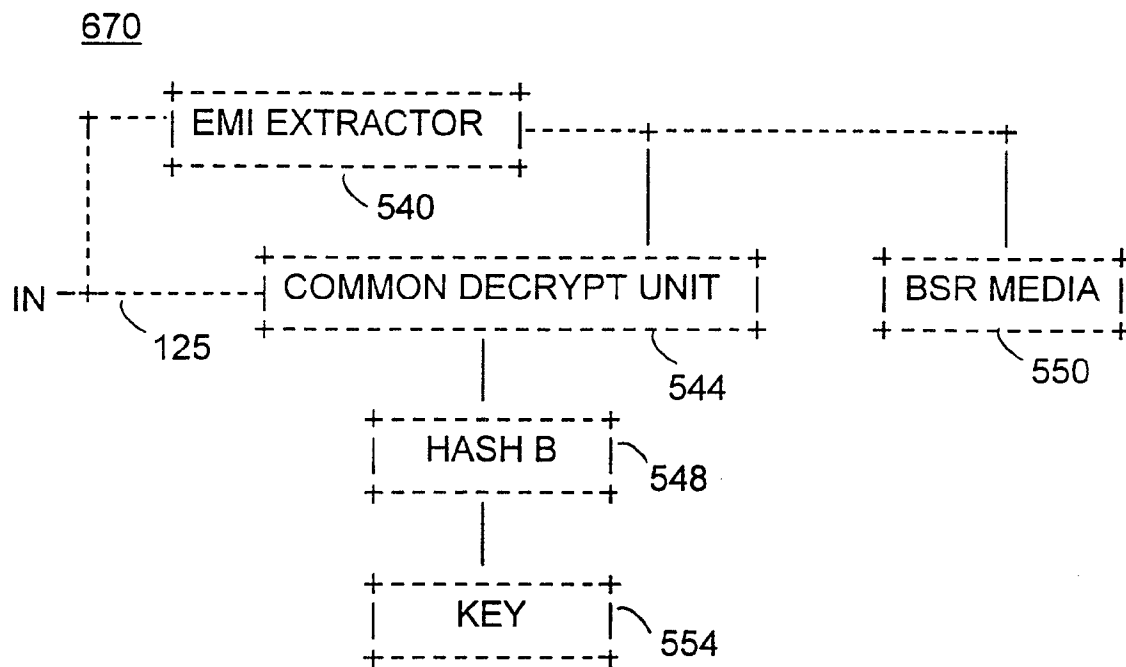 670
EMI EXTRACTOR
540
IN
COMMON DECRYPT UNIT
BSR MEDIA
125
544
550
HASH B
548
KEY
554